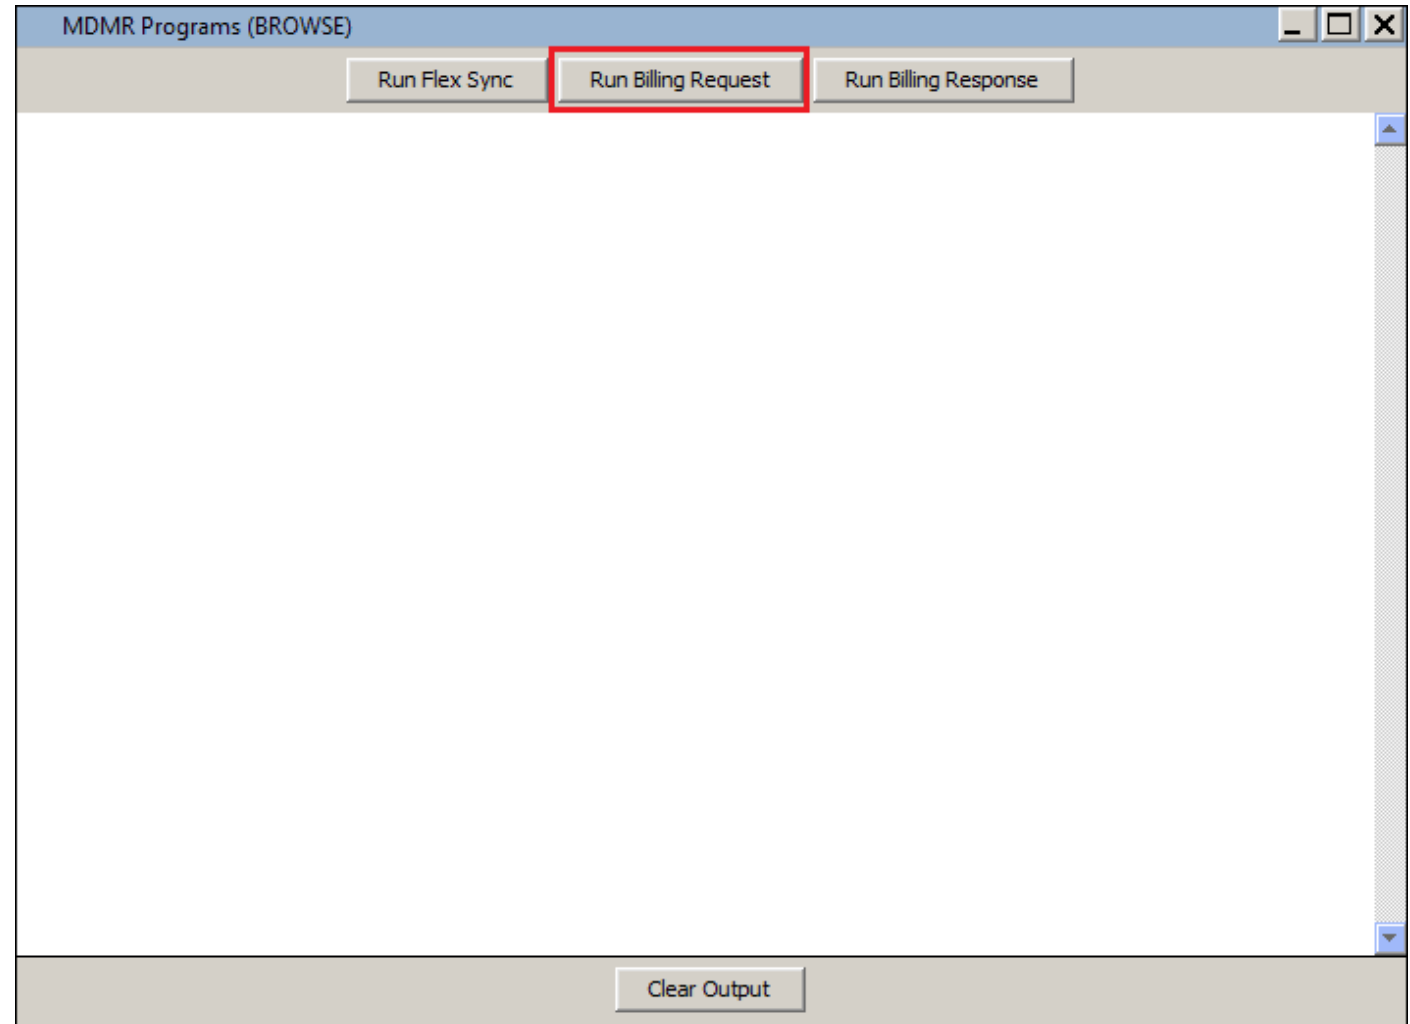 MDMR Programs (BROWSE)
Run Flex Sync Run Billing Request Run Billing Response
Clear Output